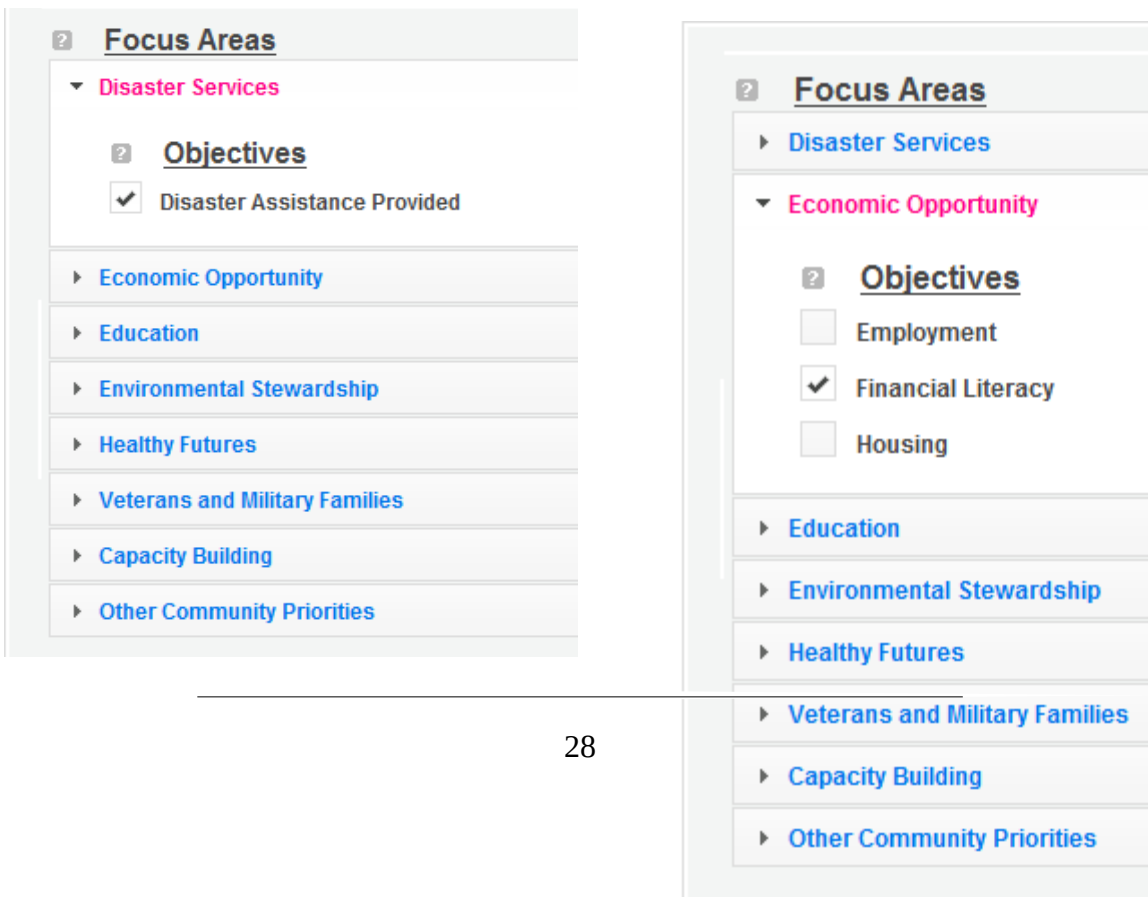 Focus Areas
Disaster Services
Objectives
Disaster Assistance Provided
Economic Opportunity
Education
Environmental Stewardship
Healthy Futures
Veterans and Military Families
Capacity Building
Other Community Priorities
28
Focus Areas
Disaster Services
Economic Opportunity
Objectives
Employment
Financial Literacy
Housing
Education
Environmental Stewardship
Healthy Futures
Veterans and Military Families
Capacity Building
Other Community Priorities